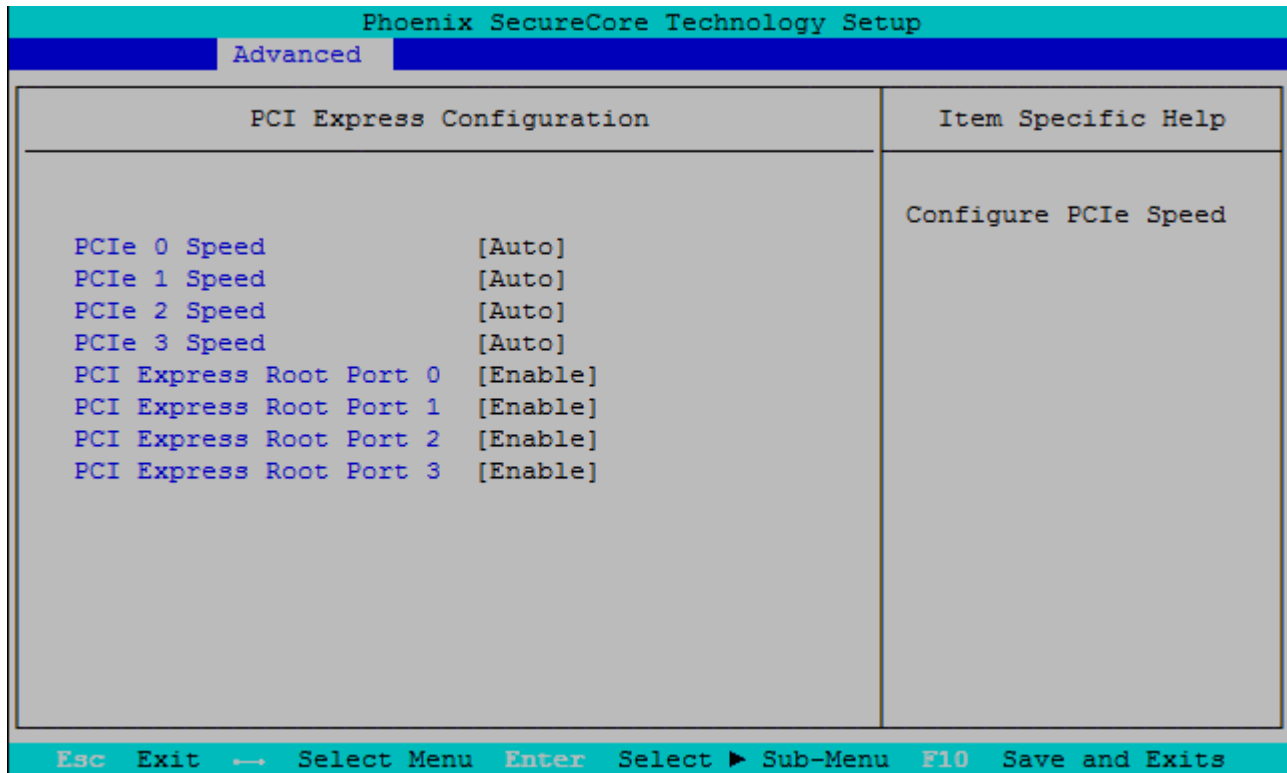 Phoenix SecureCore Technology Setup
Advanced
PCI Express Configuration
Item Specific Help
Configure PCIe Speed
PCIe 0 Speed [Auto]
PCIe 1 Speed [Auto]
PCIe 2 Speed [Auto]
PCIe 3 Speed [Auto]
PCI Express Root Port 0 [Enable]
PCI Express Root Port 1 [Enable]
PCI Express Root Port 2 [Enable]
PCI Express Root Port 3 [Enable]
Esc Exit ↔ Select Menu Enter Select ► Sub-Menu F10 Save and Exits